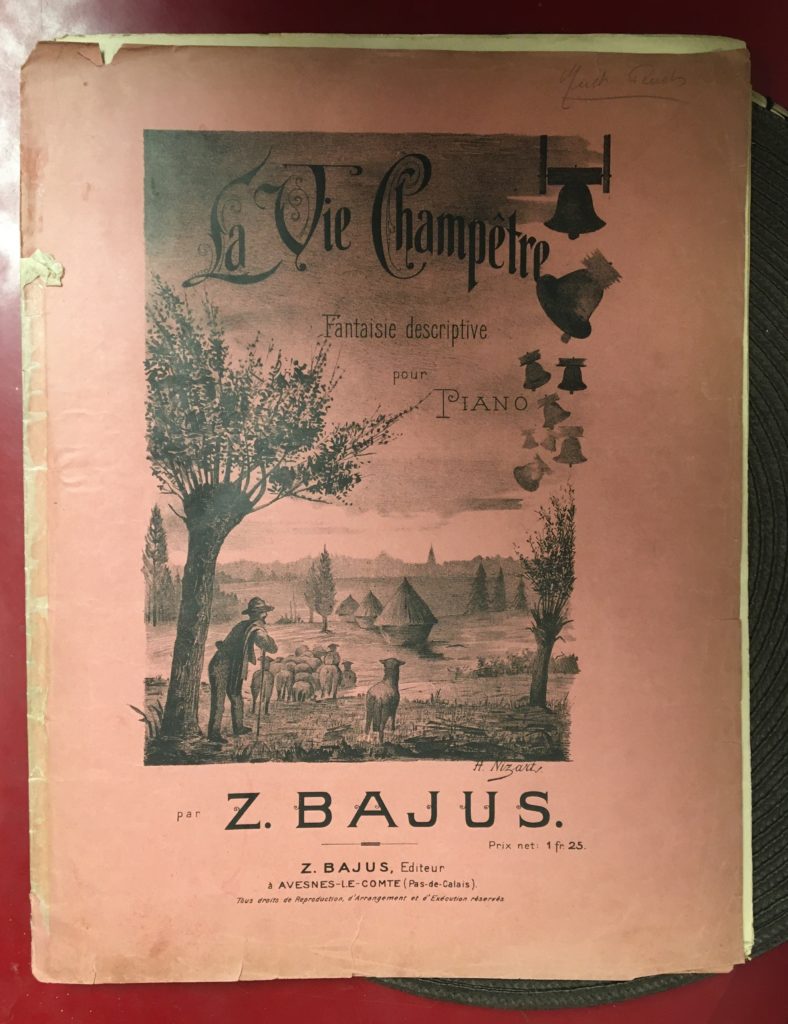 La Vie Champêtre
Fantaisie descriptive
pour
PIANO
H. Nizart
par Z. BAJUS.
Prix net: 1 fr. 25.
Z. BAJUS, Editeur
à AVESNES-LE-COMTE (Pas-de-Calais).
Tous droits de Reproduction, d'Arrangement et d'Exécution réservés